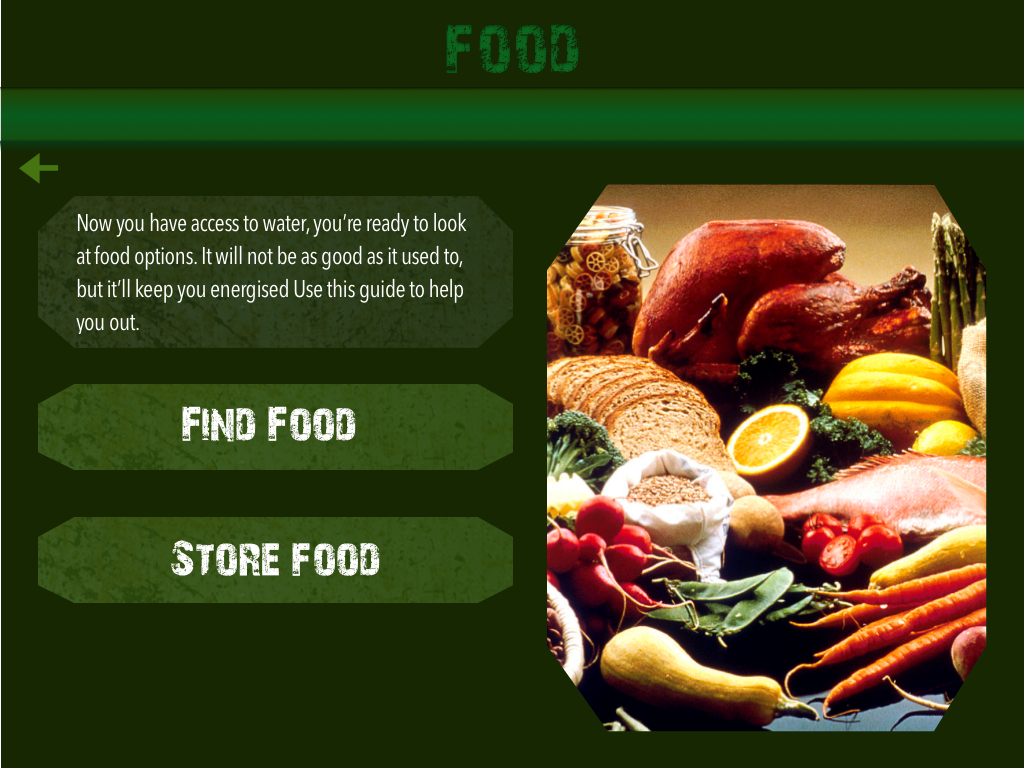 FOOD
Now you have access to water, you’re ready to look
at food options. It will not be as good as it used to,
but it’ll keep you energised Use this guide to help
you out.
FIND FOOD
STORE FOOD